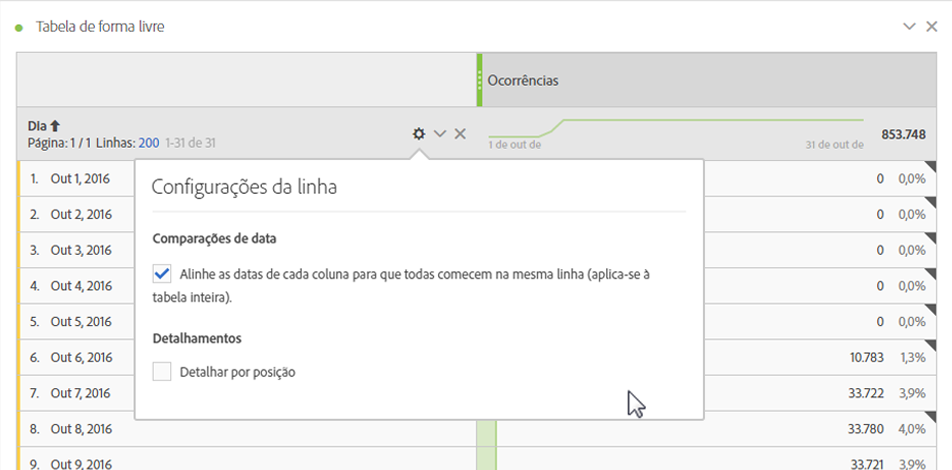 Tabela de forma livre
Ocorrências
Dia
Página: 1 / 1 Linhas: 200 1-31 de 31
1 de out de
31 de out de
853.748
Configurações da linha
Comparações de data
Alinhe as datas de cada coluna para que todas comecem na mesma linha (aplica-se à
tabela inteira).
Detalhamentos
Detalhar por posição
1. Out 1, 2016 0 0,0%
2. Out 2, 2016 0 0,0%
3. Out 3, 2016 0 0,0%
4. Out 4, 2016 0 0,0%
5. Out 5, 2016 0 0,0%
6. Out 6, 2016 10.783 1,3%
7. Out 7, 2016 33.722 3,9%
8. Out 8, 2016 33.780 4,0%
9. Out 9, 2016 33.721 3,9%